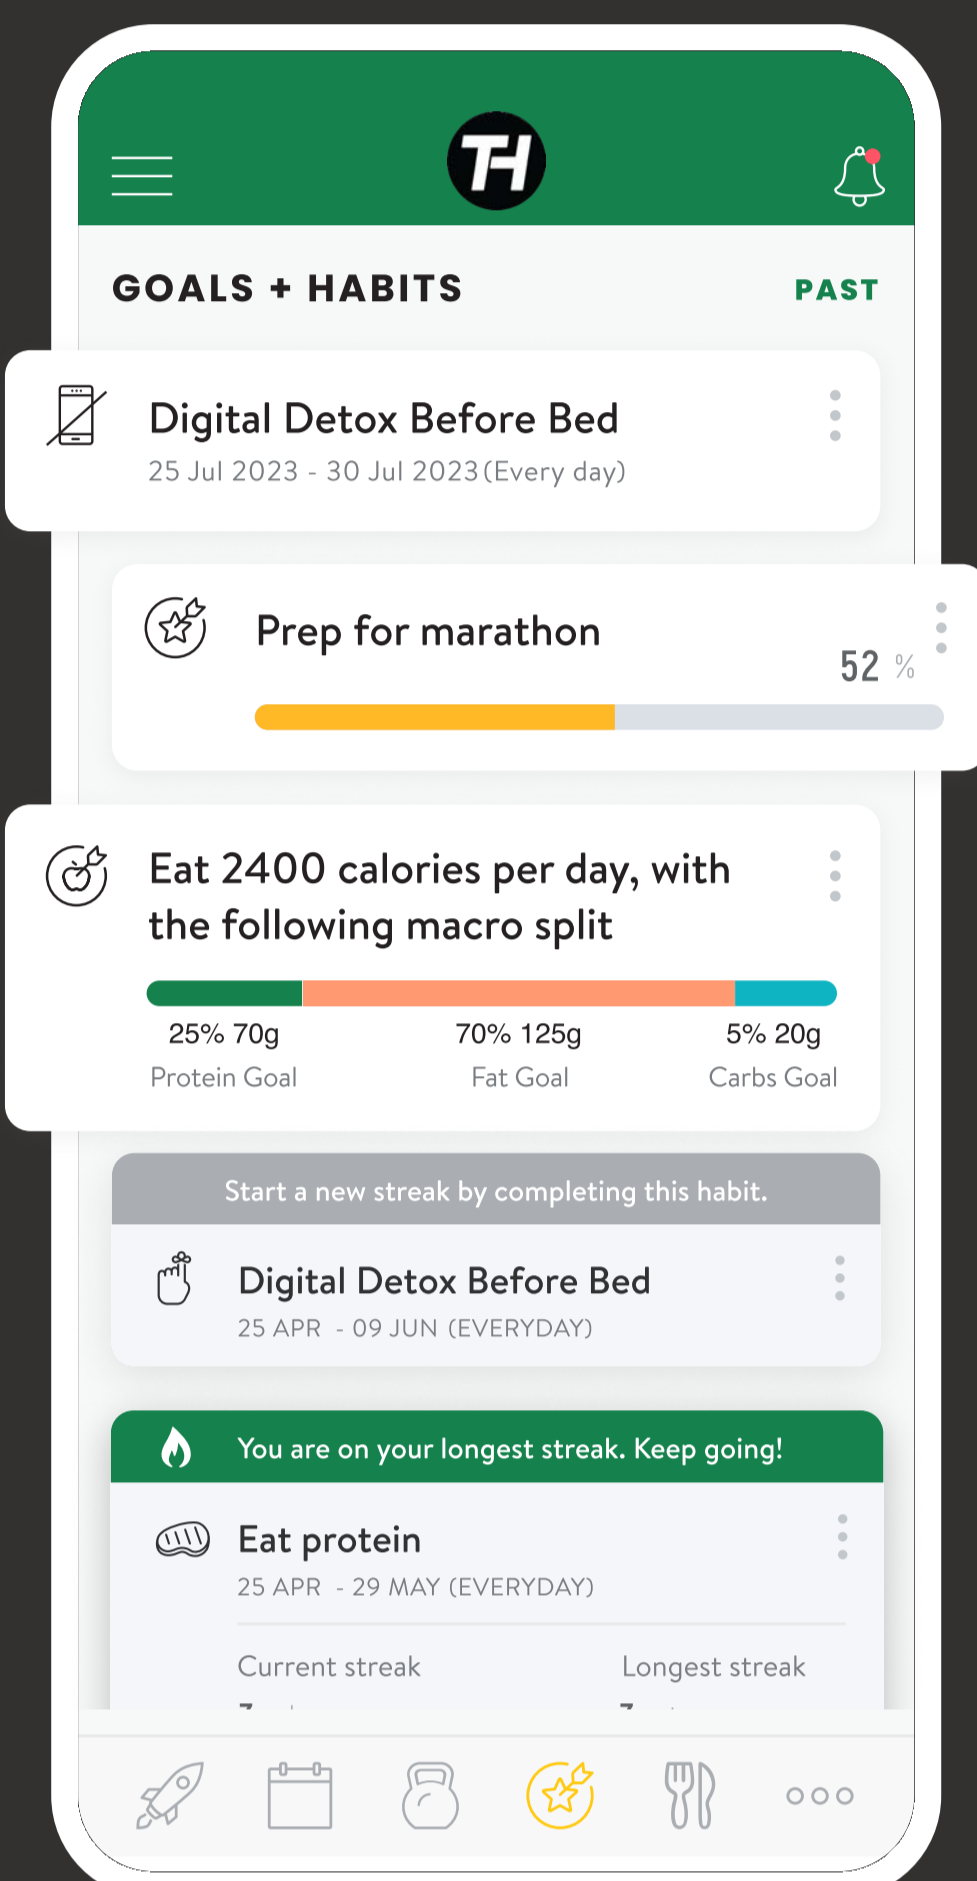 TH
GOALS + HABITS
PAST
Digital Detox Before Bed
25 Jul 2023 - 30 Jul 2023(Every day)
Prep for marathon
52 %
Eat 2400 calories per day, with
the following macro split
25% 70g 70% 125g 5% 20g
Protein Goal Fat Goal Carbs Goal
Start a new streak by completing this habit.
Digital Detox Before Bed
25 APR - 09 JUN (EVERYDAY)
You are on your longest streak. Keep going!
Eat protein
25 APR - 29 MAY (EVERYDAY)
Current streak Longest streak